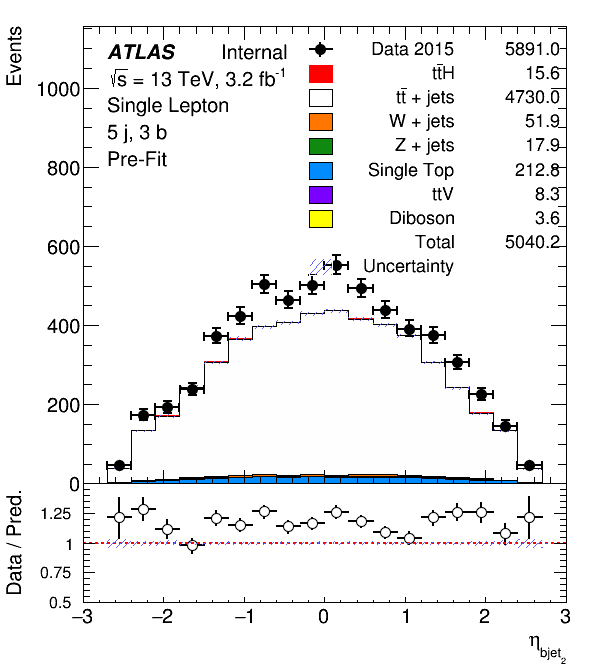 Events
ATLAS Internal
√s = 13 TeV, 3.2 fb⁻¹
Single Lepton
5 j, 3 b
Pre-Fit
Data 2015 5891.0
tt̄H 15.6
tt̄ + jets 4730.0
W + jets 51.9
Z + jets 17.9
Single Top 212.8
ttV 8.3
Diboson 3.6
Total 5040.2
Uncertainty
1000
800
600
400
200
0
Data / Pred.
1.25
1
0.75
0.5
−3 −2 −1 0 1 2 3
η_bjet₂